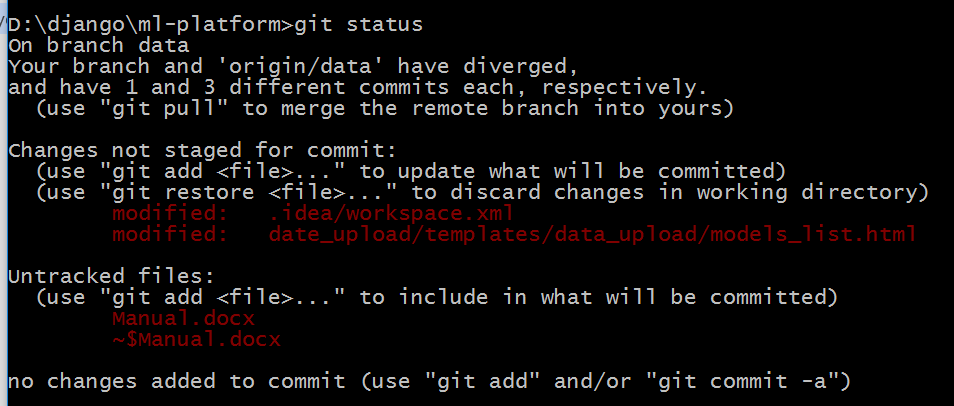 D:\django\ml-platform>git status
On branch data
Your branch and 'origin/data' have diverged,
and have 1 and 3 different commits each, respectively.
  (use "git pull" to merge the remote branch into yours)

Changes not staged for commit:
  (use "git add <file>..." to update what will be committed)
  (use "git restore <file>..." to discard changes in working directory)
        modified:   .idea/workspace.xml
        modified:   date_upload/templates/data_upload/models_list.html

Untracked files:
  (use "git add <file>..." to include in what will be committed)
        Manual.docx
        ~$Manual.docx

no changes added to commit (use "git add" and/or "git commit -a")